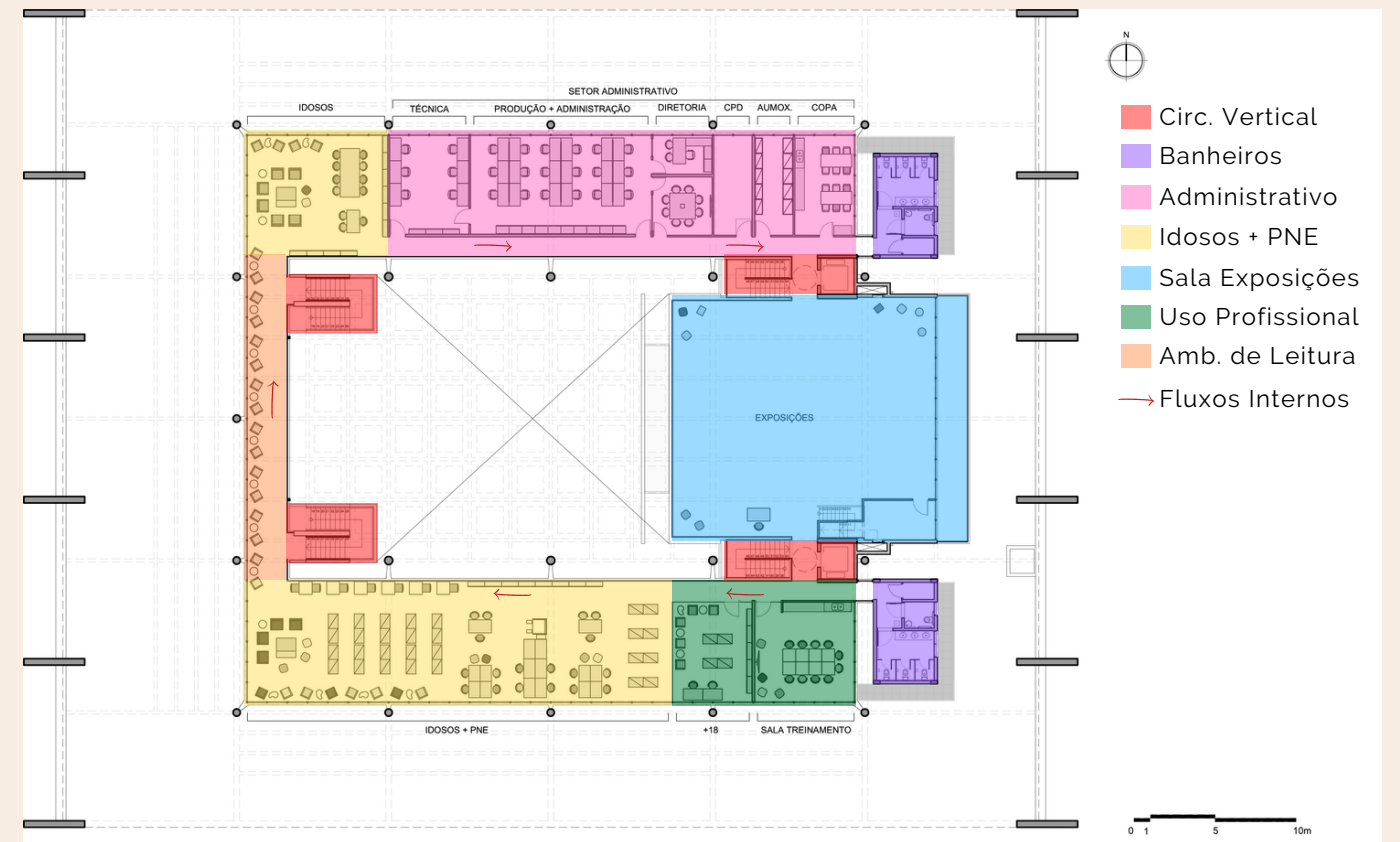 SETOR ADMINISTRATIVO
IDOSOS
TÉCNICA
PRODUÇÃO + ADMINISTRAÇÃO
DIRETORIA
CPD
AUMOX.
COPA
EXPOSIÇÕES
IDOSOS + PNE
+18
SALA TREINAMENTO
N
Circ. Vertical
Banheiros
Administrativo
Idosos + PNE
Sala Exposições
Uso Profissional
Amb. de Leitura
Fluxos Internos
0 1 5 10m